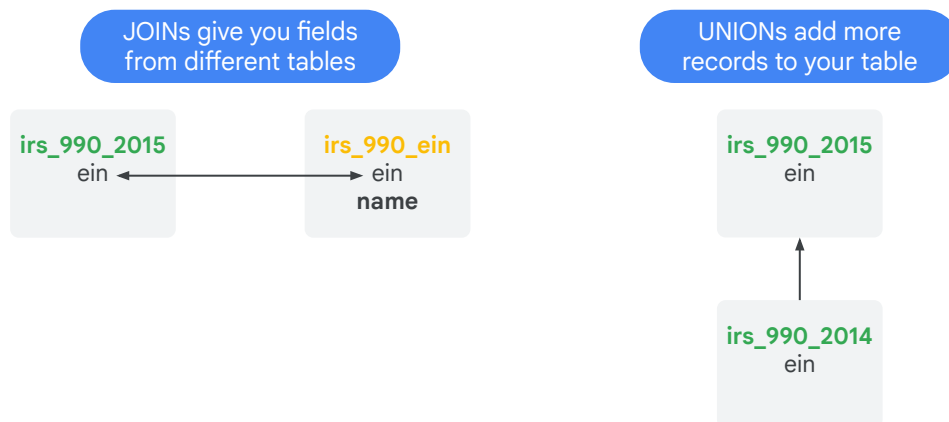 JOINs give you fields
from different tables
irs_990_2015
ein
irs_990_ein
ein
name
UNIONs add more
records to your table
irs_990_2015
ein
irs_990_2014
ein